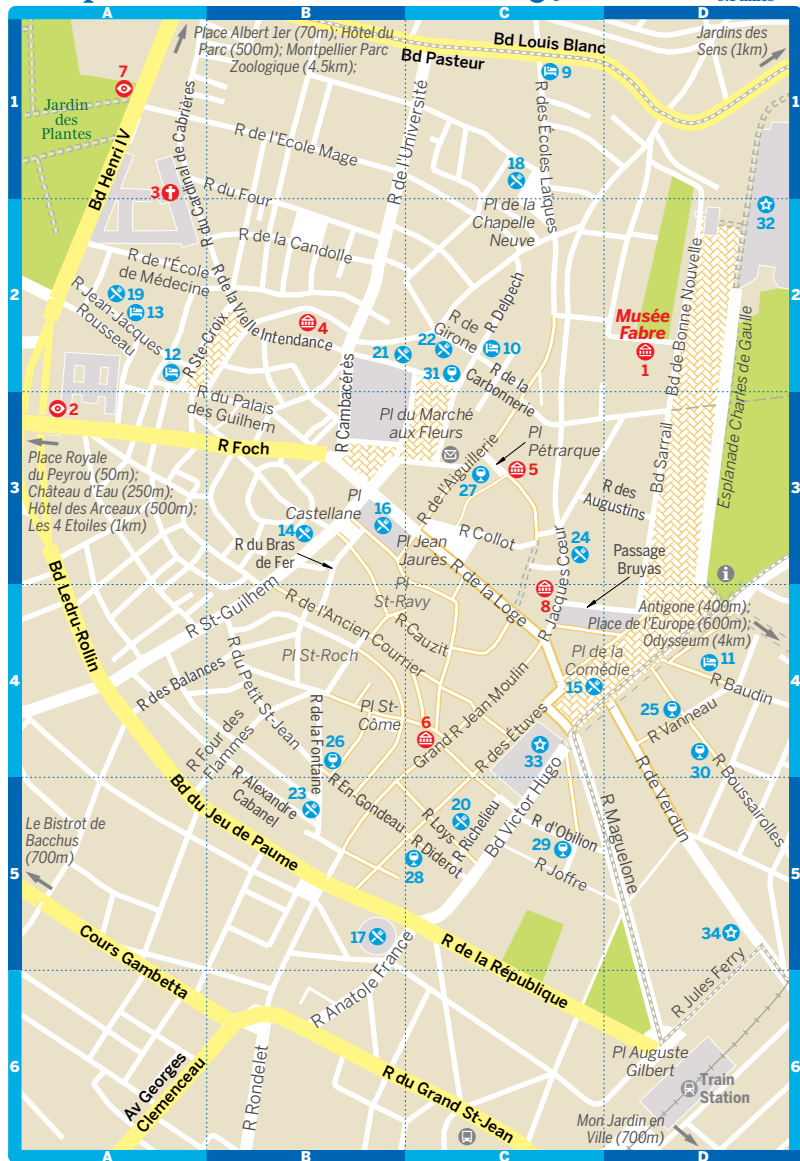 A
B
C
D
Place Albert 1er (70m); Hôtel du
Parc (500m); Montpellier Parc
Zoologique (4.5km);
Bd Louis Blanc
Bd Pasteur
Jardins des
Sens (1km)
7
9
1
1
Jardin
des
Plantes
Bd Henri IV
R du Cardinal de Cabrières
R de l'Ecole Mage
R de l'Université
R des Écoles Laïques
18
3
R du Four
Pl de la
Chapelle
Neuve
32
R de la Candolle
R de l'École
de Médecine
2
2
19
13
R Jean-Jacques
Rousseau
R de la Vieille Intendance
4
R Ste-Croix
12
R de
Girone
R Delpech
22
21
10
31
R de la
Carbonnerie
Musée
Fabre
1
Bd de Bonne Nouvelle
Esplanade Charles de Gaulle
R du Palais
des Guilhem
2
R Cambacérès
Pl du Marché
aux Fleurs
R Foch
Pl
Pétrarque
Place Royale
du Peyrou (50m);
Château d'Eau (250m);
Hôtel des Arceaux (500m);
Les 4 Etoiles (1km)
R de l'Aiguillerie
5
27
3
3
Bd Sarrail
R des
Augustins
Pl
Castellane
16
14
R du Bras
de Fer
Pl Jean
Jaurès
R Collot
24
R Jacques Cœur
Passage
Bruyas
Bd Ledru-Rollin
Pl
St-Ravy
R de la Loge
8
R St-Guilhem
R de l'Ancien Courrier
R Cauzit
Antigone (400m);
Place de l'Europe (600m);
Odysseum (4km)
Pl St-Roch
Pl de la
Comédie
11
4
4
R des Balances
R du Petit St-Jean
R Baudin
15
Pl St-
Côme
6
Grand R Jean Moulin
25
R Vanneau
R de la Fontaine
26
R des Étuves
33
30
R Four des
Flammes
R Boussairolles
R de Verdun
R Alexandre
Cabanel
23
R En-Gondeau
R Loys
20
R Richelieu
Bd Victor Hugo
R d'Obilion
R Maguelone
Bd du Jeu de Paume
Le Bistrot de
Bacchus
(700m)
R Diderot
28
29
R Joffre
5
5
17
34
Cours Gambetta
R de la République
R Anatole France
R Jules Ferry
Pl Auguste
Gilbert
6
6
Train
Station
Av Georges
Clemenceau
R Rondelet
R du Grand St-Jean
Mon Jardin en
Ville (700m)
A
B
C
D